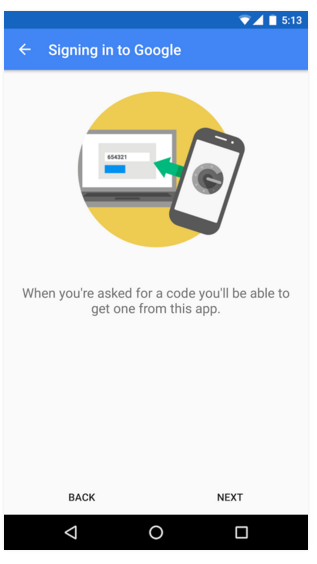 5:13
Signing in to Google
654321
When you're asked for a code you'll be able to
get one from this app.
BACK NEXT